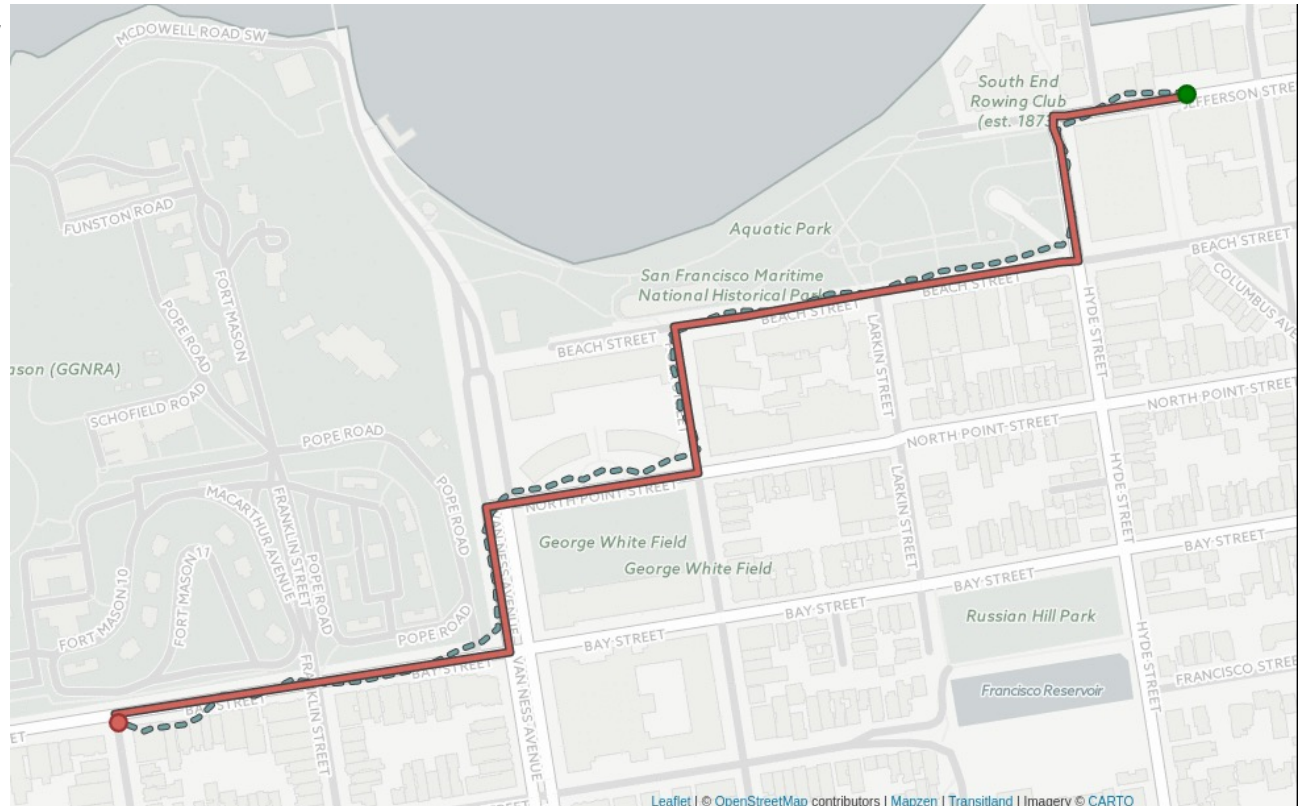 MCDOWELL ROAD SW
South End
Rowing Club
(est. 1873
JEFFERSON STRE
FUNSTON ROAD
FORT MASON
POPE ROAD
Aquatic Park
BEACH STREET
COLUMBUS AVE
San Francisco Maritime
National Historical Park
BEACH STREET
BEACH STREET
BEACH STREET
HYDE STREET
LARKIN STREET
ason (GGNRA)
SCHOFIELD ROAD
POPE ROAD
STREET
NORTH POINT STREET
NORTH POINT STREET
NORTH POINT STREET
LARKIN STREET
HYDE STREET
POPE ROAD
MACARTHUR AVENUE
FRANKLIN STREET
POPE ROAD
VAN NESS AVENUE
George White Field
George White Field
BAY STREET
BAY STREET
BAY STREET
BAY STREET
FORT MASON 10
FORT MASON 17
POPE ROAD
Russian Hill Park
HYDE STREET
FRANCISCO STREE
Francisco Reservoir
BAY STREET
BAY STREET
ET
FRANKLIN STREET
VAN NESS AVENUE
Leaflet | © OpenStreetMap contributors | Mapzen | Transitland | Imagery © CARTO